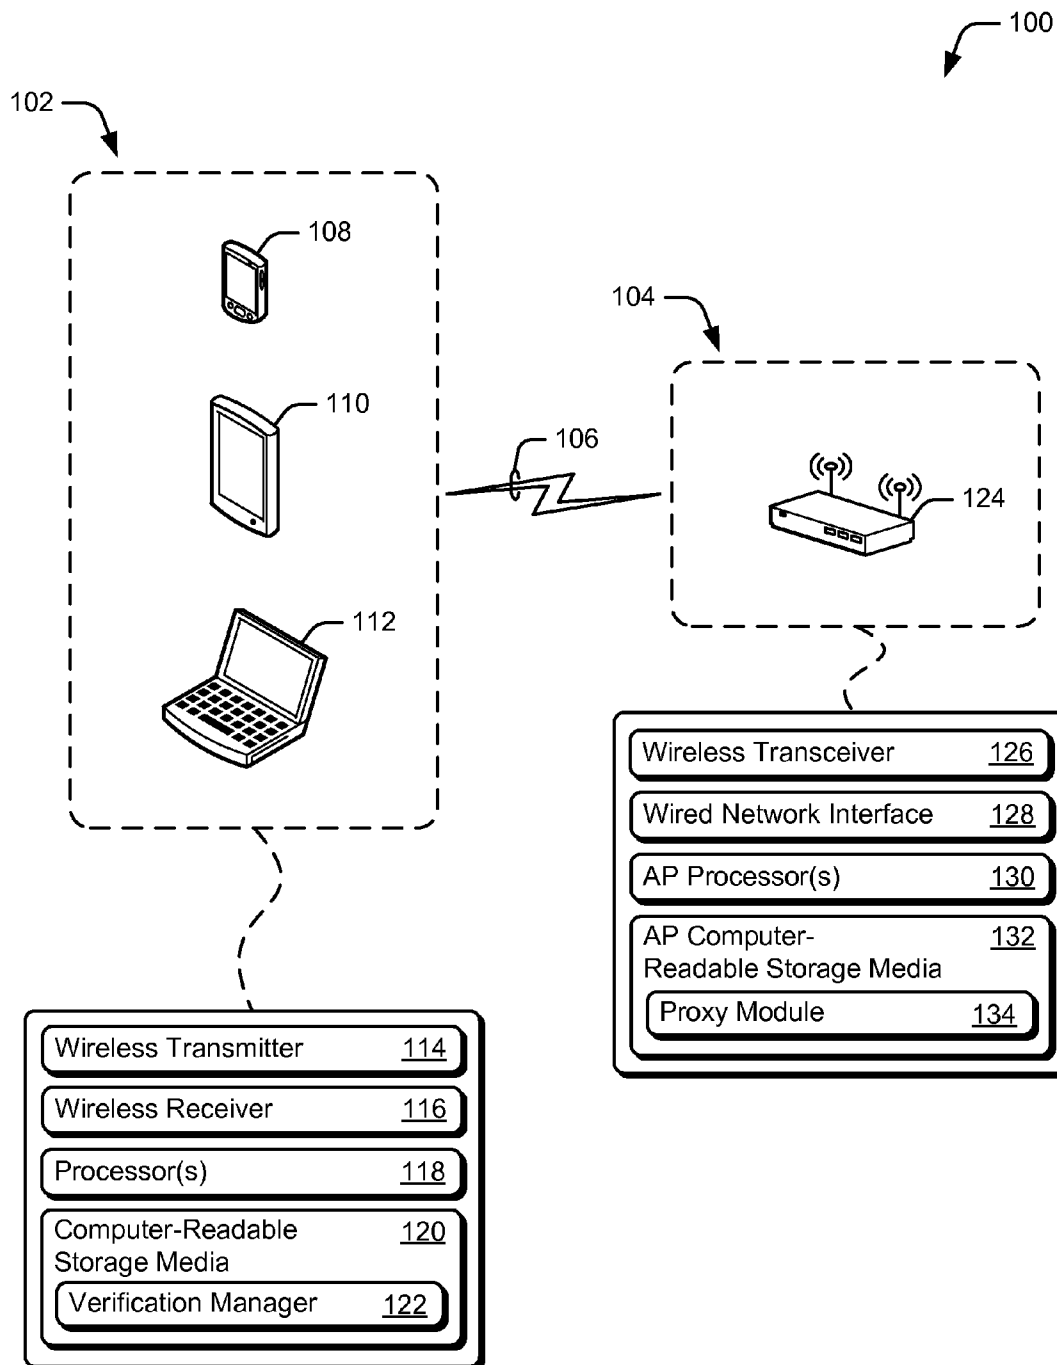 100
102
108
104
110
106
124
112
Wireless Transceiver 126
Wired Network Interface 128
AP Processor(s) 130
AP Computer- 132
Readable Storage Media
Proxy Module 134
Wireless Transmitter 114
Wireless Receiver 116
Processor(s) 118
Computer-Readable 120
Storage Media
Verification Manager 122